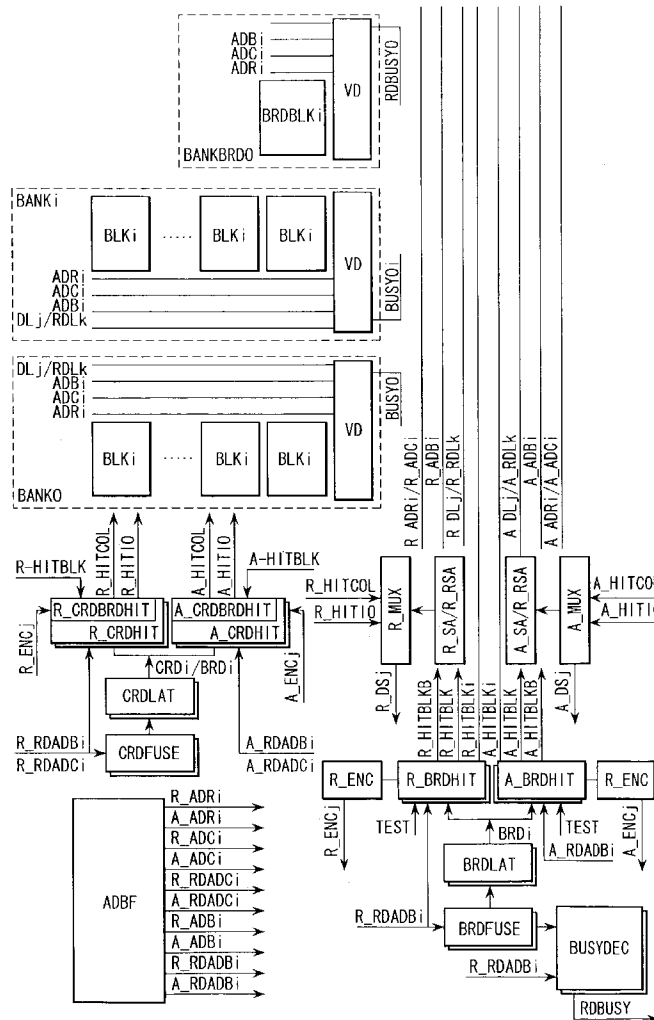 ADBi
ADCi
ADRi
VD
RDBUSYO
BRDBLKi
BANKBRDO
BANKi
BLKi ..... BLKi BLKi
VD
ADRi
ADCi
ADBi
DLj/RDLk
BUSYOi
DLj/RDLk
ADBi
ADCi
ADRi
VD
BUSYO
BLKi ..... BLKi BLKi
BANKO
R_ADRi/R_ADCi
R_ADBi
R_DLj/R_RDLk
A_DLj/A_RDLk
A_ADBi
A_ADRi/A_ADCi
R-HITBLK
R_HITCOL
R_HITIO
A_HITCOL
A_HITIO
A-HITBLK
R_CRDBRDHIT
R_CRDHIT
A_CRDBRDHIT
A_CRDHIT
R_ENCj
CRDi/BRDi
A_ENCj
CRDLAT
CRDFUSE
R_RDADBi
R_RDADCi
A_RDADBi
A_RDADCi
R_HITCOL
R_HITIO
R_MUX
R_SA/R_RSA
A_SA/R_RSA
A_MUX
A_HITCOL
A_HITIO
R_DSj
R_HITBLKB
R_HITBLK
R_HITBLKi
A_HITBLKi
A_HITBLK
A_HITBLKB
A_DSj
R_ENC
R_BRDHIT
A_BRDHIT
R_ENC
R_ENCj
TEST
BRDi
TEST
A_RDADBi
A_ENCj
BRDLAT
R_RDADBi
BRDFUSE
BUSYDEC
R_RDADBi
RDBUSY
ADBF
R_ADRi
A_ADRi
R_ADCi
A_ADCi
R_RDADCi
A_RDADCi
R_ADBi
A_ADBi
R_RDADBi
A_RDADBi